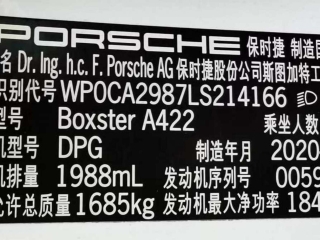 PORSCHE 保时捷 制造国
名 Dr. Ing. h.c. F. Porsche AG 保时捷股份公司斯图加特工
识别代号 WP0CA2987LS214166
型号 Boxster A422 乘坐人数
机型号 DPG 制造年月 2020
机排量 1988mL 发动机序列号 0059
允许总质量 1685kg 发动机最大净功率 184